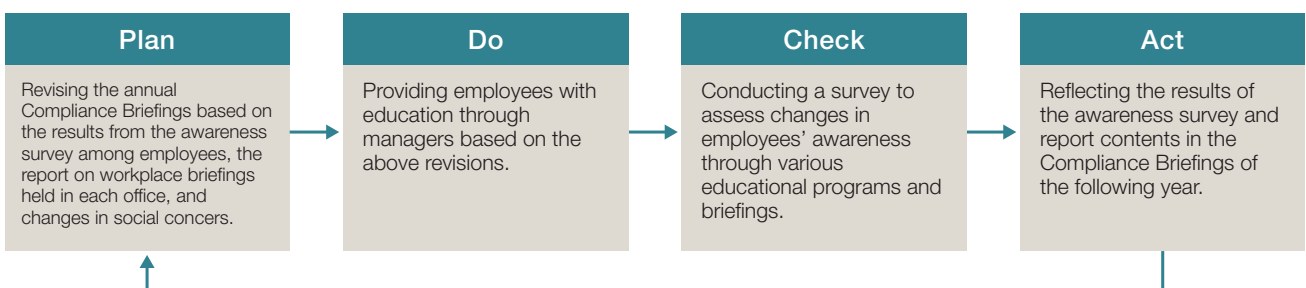 Plan
Revising the annual
Compliance Briefings based on
the results from the awareness
survey among employees, the
report on workplace briefings
held in each office, and
changes in social concers.
Do
Providing employees with
education through
managers based on the
above revisions.
Check
Conducting a survey to
assess changes in
employees’ awareness
through various
educational programs and
briefings.
Act
Reflecting the results of
the awareness survey and
report contents in the
Compliance Briefings of
the following year.